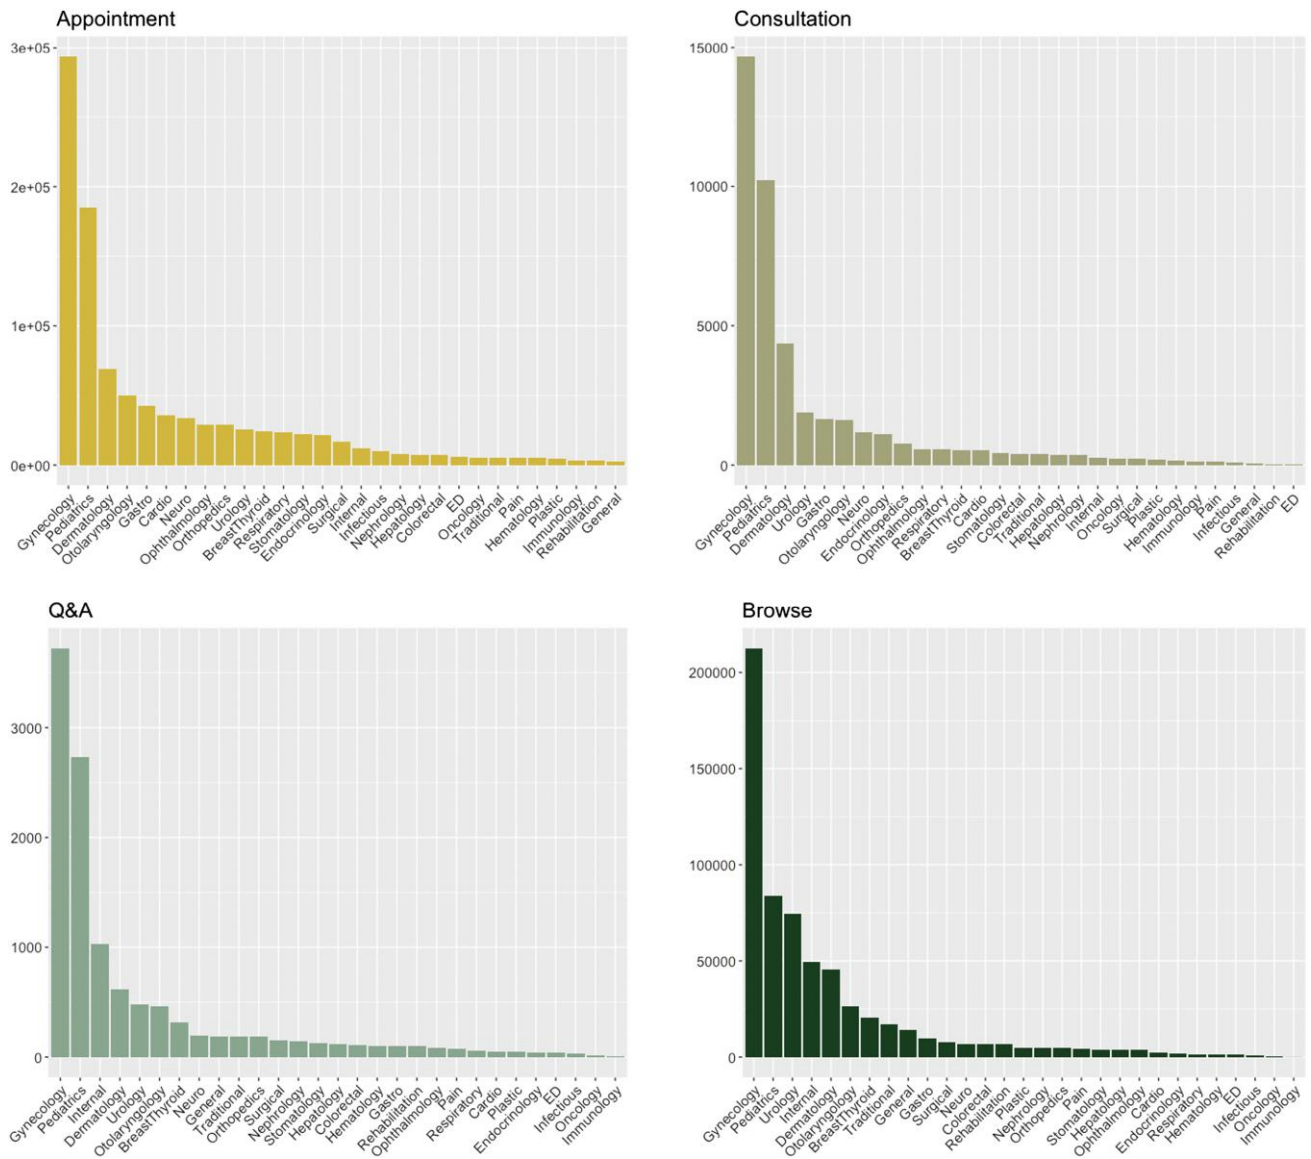 Appointment
3e+05
2e+05
1e+05
0e+00
Gynecology
Pediatrics
Dermatology
Otolaryngology
Gastro
Cardio
Neuro
Ophthalmology
Orthopedics
Urology
BreastThyroid
Respiratory
Stomatology
Endocrinology
Surgical
Internal
Infectious
Nephrology
Hepatology
Colorectal
ED
Oncology
Traditional
Pain
Hematology
Plastic
Immunology
Rehabilitation
General
Consultation
15000
10000
5000
0
Gynecology
Pediatrics
Dermatology
Urology
Gastro
Otolaryngology
Neuro
Endocrinology
Orthopedics
Ophthalmology
Respiratory
BreastThyroid
Cardio
Stomatology
Colorectal
Traditional
Hepatology
Nephrology
Internal
Oncology
Surgical
Plastic
Hematology
Immunology
Pain
Infectious
General
Rehabilitation
ED
Q&A
3000
2000
1000
0
Gynecology
Pediatrics
Internal
Dermatology
Urology
Otolaryngology
BreastThyroid
Neuro
General
Traditional
Orthopedics
Surgical
Nephrology
Stomatology
Hepatology
Colorectal
Hematology
Gastro
Rehabilitation
Ophthalmology
Pain
Respiratory
Cardio
Plastic
Endocrinology
ED
Infectious
Oncology
Immunology
Browse
200000
150000
100000
50000
0
Gynecology
Pediatrics
Urology
Internal
Dermatology
Otolaryngology
BreastThyroid
Traditional
General
Gastro
Surgical
Neuro
Colorectal
Rehabilitation
Plastic
Nephrology
Orthopedics
Pain
Stomatology
Hepatology
Ophthalmology
Cardio
Endocrinology
Respiratory
Hematology
ED
Infectious
Oncology
Immunology